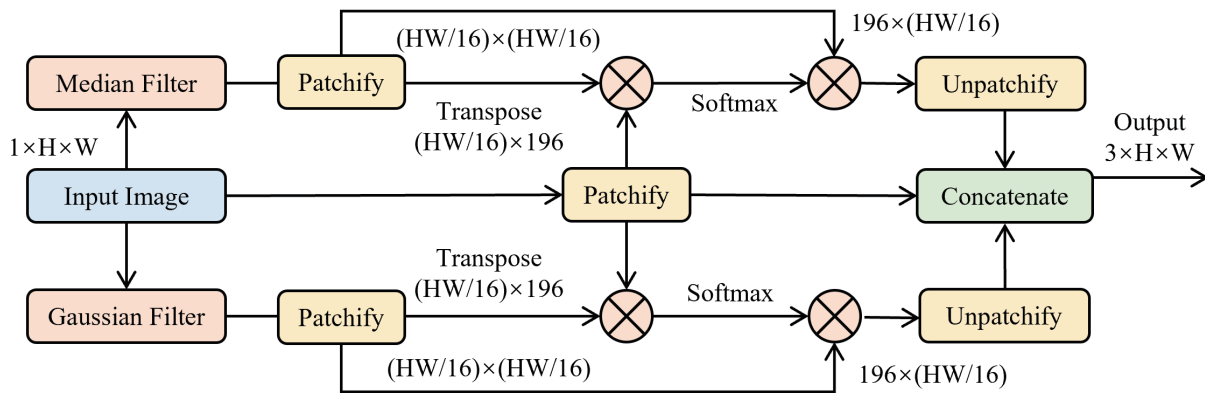 (HW/16)×(HW/16)
196×(HW/16)
Median Filter
Patchify
Softmax
Unpatchify
Transpose
(HW/16)×196
1×H×W
Output
3×H×W
Input Image
Patchify
Concatenate
Transpose
(HW/16)×196
Softmax
Gaussian Filter
Patchify
Unpatchify
(HW/16)×(HW/16)
196×(HW/16)